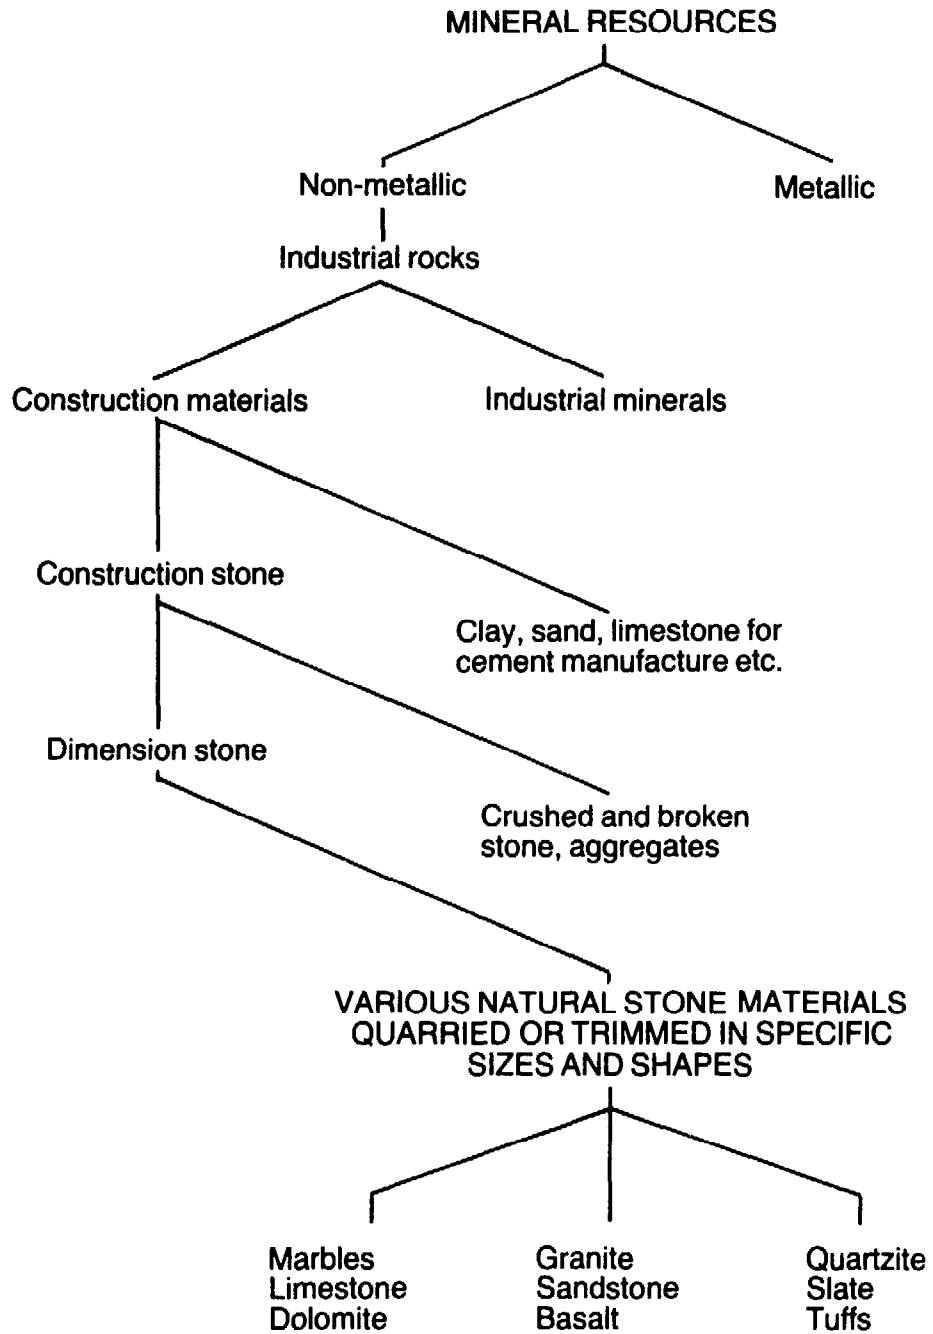 MINERAL RESOURCES
Non-metallic
Metallic
Industrial rocks
Construction materials
Industrial minerals
Construction stone
Clay, sand, limestone for
cement manufacture etc.
Dimension stone
Crushed and broken
stone, aggregates
VARIOUS NATURAL STONE MATERIALS
QUARRIED OR TRIMMED IN SPECIFIC
SIZES AND SHAPES
Marbles
Limestone
Dolomite
Granite
Sandstone
Basalt
Quartzite
Slate
Tuffs